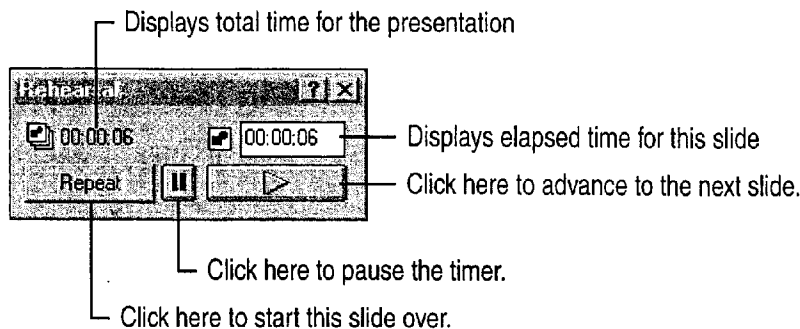 Displays total time for the presentation
Rehearsal ? ×
00:00:06 00:00:06 Displays elapsed time for this slide
Repeat Click here to advance to the next slide.
Click here to pause the timer.
Click here to start this slide over.